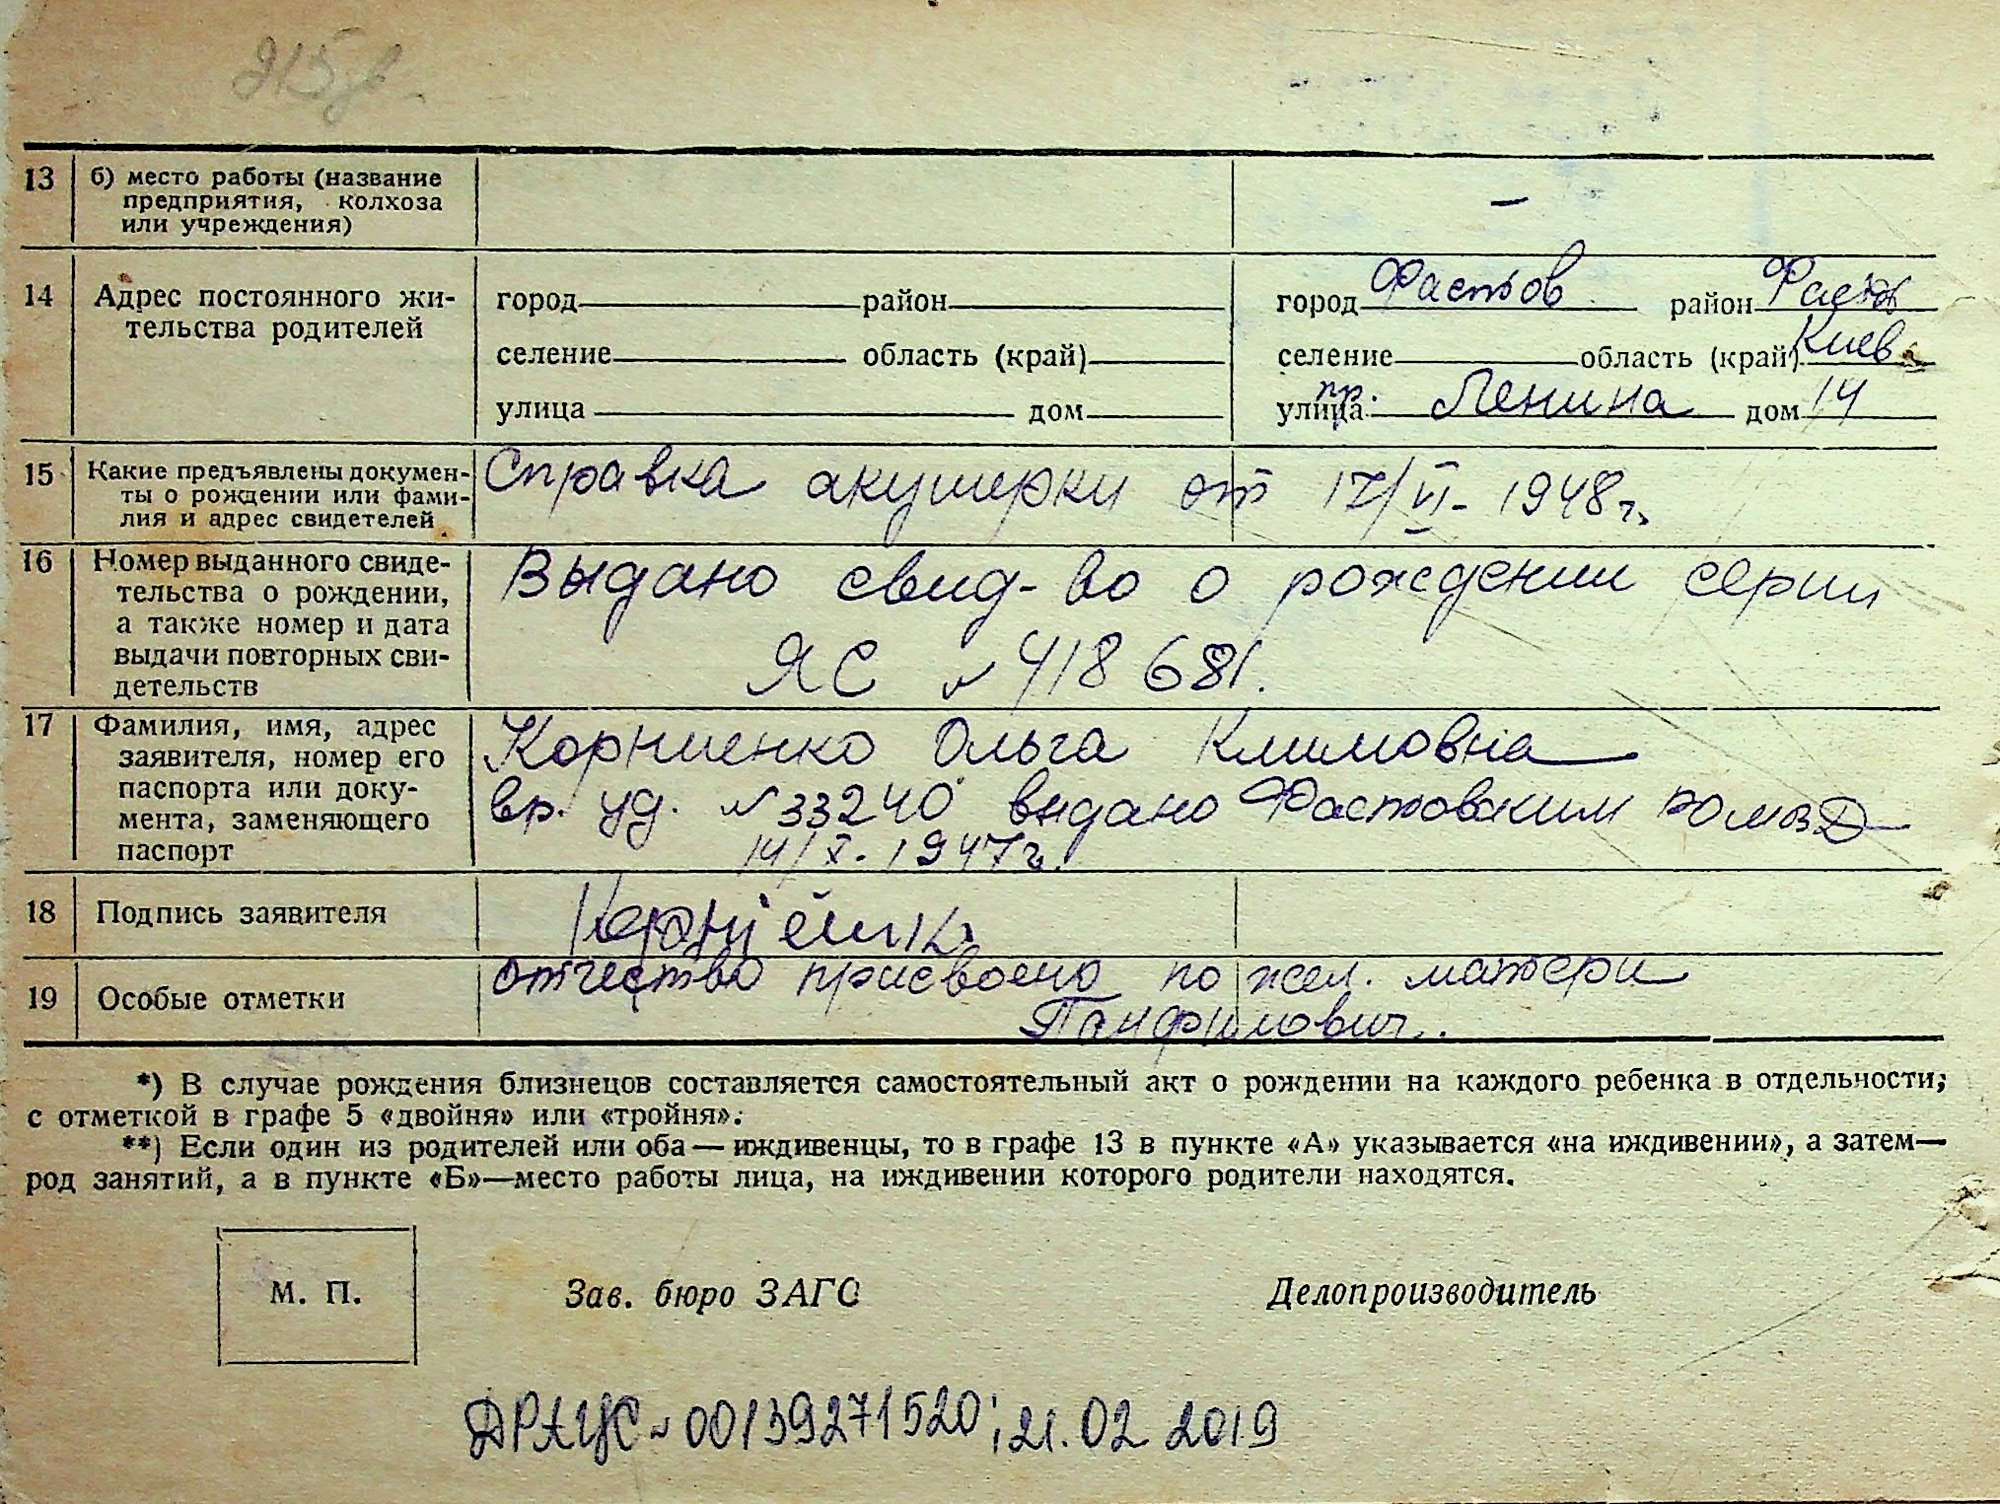 13 б) место работы (название
предприятия, колхоза
или учреждения)
—
14 Адрес постоянного жи-
тельства родителей
город район
селение область (край)
улица дом
город Фастов район Фаст
селение область (край) Киев
улица пр. Ленина дом 14
15 Какие предъявлены докумен-
ты о рождении или фами-
лия и адрес свидетелей
Справка акушерки от 17/VI - 1948 г.
16 Номер выданного свиде-
тельства о рождении,
а также номер и дата
выдачи повторных сви-
детельств
Выдано свид-во о рождении серии
ЯС № 418681.
17 Фамилия, имя, адрес
заявителя, номер его
паспорта или доку-
мента, заменяющего
паспорт
Корниенко Ольга Климовна
вр. уд. № 33240 выдано Фастовским РОМВД
14/X. 1947 г.
18 Подпись заявителя
19 Особые отметки
отчество присвоено по жел. матери
Панфилович.
*) В случае рождения близнецов составляется самостоятельный акт о рождении на каждого ребенка в отдельности,
с отметкой в графе 5 «двойня» или «тройня».
**) Если один из родителей или оба — иждивенцы, то в графе 13 в пункте «А» указывается «на иждивении», а затем—
род занятий, а в пункте «Б»—место работы лица, на иждивении которого родители находятся.
М. П.
Зав. бюро ЗАГС
Делопроизводитель
ДРАЦС № 00139271520; 21.02 2019